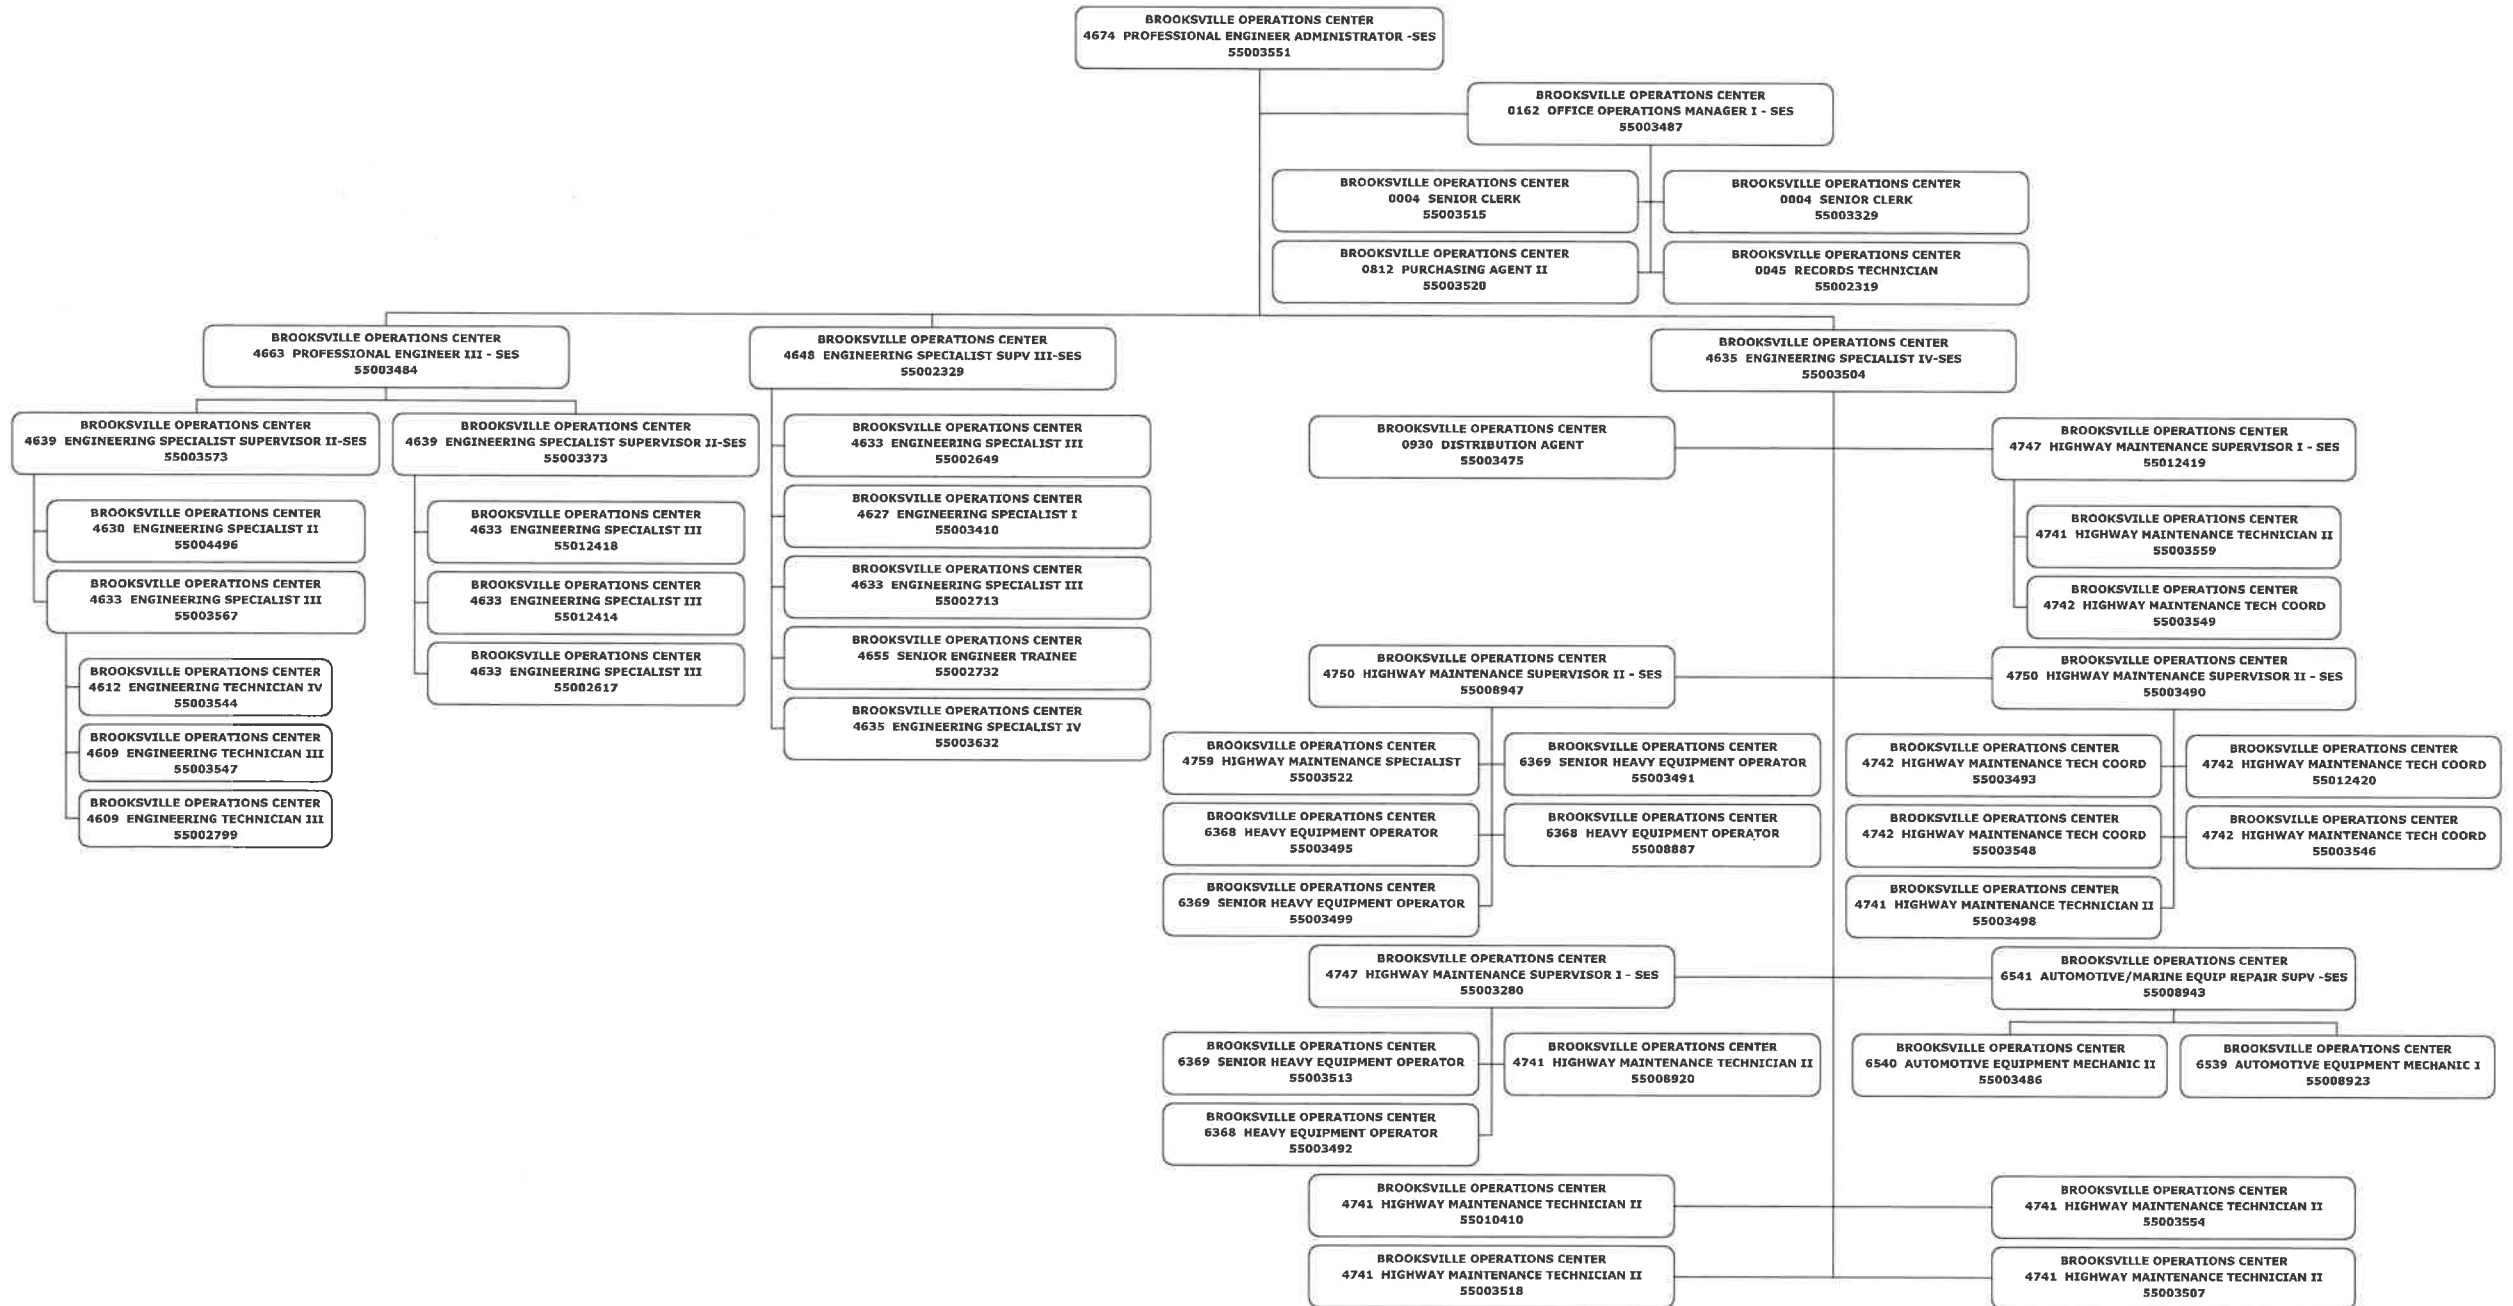 BROOKSVILLE OPERATIONS CENTER
4674 PROFESSIONAL ENGINEER ADMINISTRATOR -SES
55003551
BROOKSVILLE OPERATIONS CENTER
0162 OFFICE OPERATIONS MANAGER I - SES
55003487
BROOKSVILLE OPERATIONS CENTER
0004 SENIOR CLERK
55003515
BROOKSVILLE OPERATIONS CENTER
0004 SENIOR CLERK
55003329
BROOKSVILLE OPERATIONS CENTER
0812 PURCHASING AGENT II
55003520
BROOKSVILLE OPERATIONS CENTER
0045 RECORDS TECHNICIAN
55002319
BROOKSVILLE OPERATIONS CENTER
4663 PROFESSIONAL ENGINEER III - SES
55003484
BROOKSVILLE OPERATIONS CENTER
4639 ENGINEERING SPECIALIST SUPERVISOR II-SES
55003573
BROOKSVILLE OPERATIONS CENTER
4630 ENGINEERING SPECIALIST II
55004496
BROOKSVILLE OPERATIONS CENTER
4633 ENGINEERING SPECIALIST III
55003567
BROOKSVILLE OPERATIONS CENTER
4612 ENGINEERING TECHNICIAN IV
55003544
BROOKSVILLE OPERATIONS CENTER
4609 ENGINEERING TECHNICIAN III
55003547
BROOKSVILLE OPERATIONS CENTER
4609 ENGINEERING TECHNICIAN III
55002799
BROOKSVILLE OPERATIONS CENTER
4639 ENGINEERING SPECIALIST SUPERVISOR II-SES
55003373
BROOKSVILLE OPERATIONS CENTER
4633 ENGINEERING SPECIALIST III
55012418
BROOKSVILLE OPERATIONS CENTER
4633 ENGINEERING SPECIALIST III
55012414
BROOKSVILLE OPERATIONS CENTER
4633 ENGINEERING SPECIALIST III
55002617
BROOKSVILLE OPERATIONS CENTER
4648 ENGINEERING SPECIALIST SUPV III-SES
55002329
BROOKSVILLE OPERATIONS CENTER
4633 ENGINEERING SPECIALIST III
55002649
BROOKSVILLE OPERATIONS CENTER
4627 ENGINEERING SPECIALIST I
55003410
BROOKSVILLE OPERATIONS CENTER
4633 ENGINEERING SPECIALIST III
55002713
BROOKSVILLE OPERATIONS CENTER
4655 SENIOR ENGINEER TRAINEE
55002732
BROOKSVILLE OPERATIONS CENTER
4635 ENGINEERING SPECIALIST IV
55003632
BROOKSVILLE OPERATIONS CENTER
4635 ENGINEERING SPECIALIST IV-SES
55003504
BROOKSVILLE OPERATIONS CENTER
0930 DISTRIBUTION AGENT
55003475
BROOKSVILLE OPERATIONS CENTER
4747 HIGHWAY MAINTENANCE SUPERVISOR I - SES
55012419
BROOKSVILLE OPERATIONS CENTER
4741 HIGHWAY MAINTENANCE TECHNICIAN II
55003559
BROOKSVILLE OPERATIONS CENTER
4742 HIGHWAY MAINTENANCE TECH COORD
55003549
BROOKSVILLE OPERATIONS CENTER
4750 HIGHWAY MAINTENANCE SUPERVISOR II - SES
55008947
BROOKSVILLE OPERATIONS CENTER
4759 HIGHWAY MAINTENANCE SPECIALIST
55003522
BROOKSVILLE OPERATIONS CENTER
6369 SENIOR HEAVY EQUIPMENT OPERATOR
55003491
BROOKSVILLE OPERATIONS CENTER
6368 HEAVY EQUIPMENT OPERATOR
55003495
BROOKSVILLE OPERATIONS CENTER
6368 HEAVY EQUIPMENT OPERATOR
55008887
BROOKSVILLE OPERATIONS CENTER
6369 SENIOR HEAVY EQUIPMENT OPERATOR
55003499
BROOKSVILLE OPERATIONS CENTER
4750 HIGHWAY MAINTENANCE SUPERVISOR II - SES
55003490
BROOKSVILLE OPERATIONS CENTER
4742 HIGHWAY MAINTENANCE TECH COORD
55003493
BROOKSVILLE OPERATIONS CENTER
4742 HIGHWAY MAINTENANCE TECH COORD
55012420
BROOKSVILLE OPERATIONS CENTER
4742 HIGHWAY MAINTENANCE TECH COORD
55003548
BROOKSVILLE OPERATIONS CENTER
4742 HIGHWAY MAINTENANCE TECH COORD
55003546
BROOKSVILLE OPERATIONS CENTER
4741 HIGHWAY MAINTENANCE TECHNICIAN II
55003498
BROOKSVILLE OPERATIONS CENTER
4747 HIGHWAY MAINTENANCE SUPERVISOR I - SES
55003280
BROOKSVILLE OPERATIONS CENTER
6369 SENIOR HEAVY EQUIPMENT OPERATOR
55003513
BROOKSVILLE OPERATIONS CENTER
4741 HIGHWAY MAINTENANCE TECHNICIAN II
55008920
BROOKSVILLE OPERATIONS CENTER
6368 HEAVY EQUIPMENT OPERATOR
55003492
BROOKSVILLE OPERATIONS CENTER
6541 AUTOMOTIVE/MARINE EQUIP REPAIR SUPV -SES
55008943
BROOKSVILLE OPERATIONS CENTER
6540 AUTOMOTIVE EQUIPMENT MECHANIC II
55003486
BROOKSVILLE OPERATIONS CENTER
6539 AUTOMOTIVE EQUIPMENT MECHANIC I
55008923
BROOKSVILLE OPERATIONS CENTER
4741 HIGHWAY MAINTENANCE TECHNICIAN II
55010410
BROOKSVILLE OPERATIONS CENTER
4741 HIGHWAY MAINTENANCE TECHNICIAN II
55003554
BROOKSVILLE OPERATIONS CENTER
4741 HIGHWAY MAINTENANCE TECHNICIAN II
55003518
BROOKSVILLE OPERATIONS CENTER
4741 HIGHWAY MAINTENANCE TECHNICIAN II
55003507